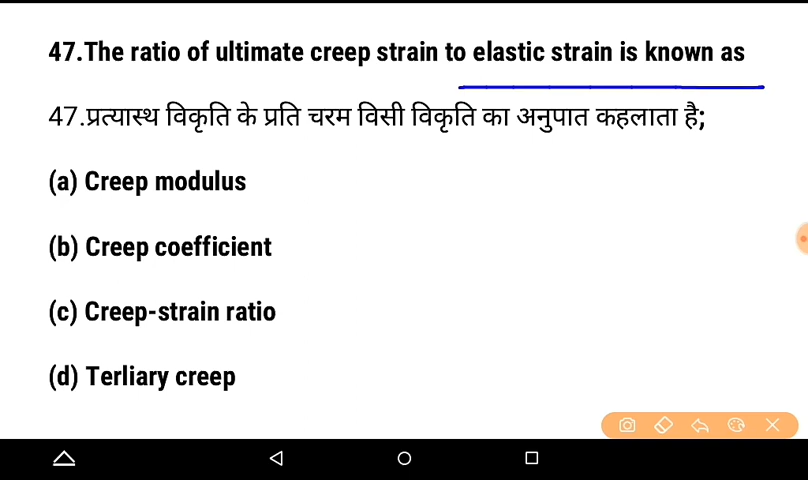 47.The ratio of ultimate creep strain to elastic strain is known as
47.प्रत्यास्थ विकृति के प्रति चरम विसी विकृति का अनुपात कहलाता है;
(a) Creep modulus
(b) Creep coefficient
(c) Creep-strain ratio
(d) Terliary creep